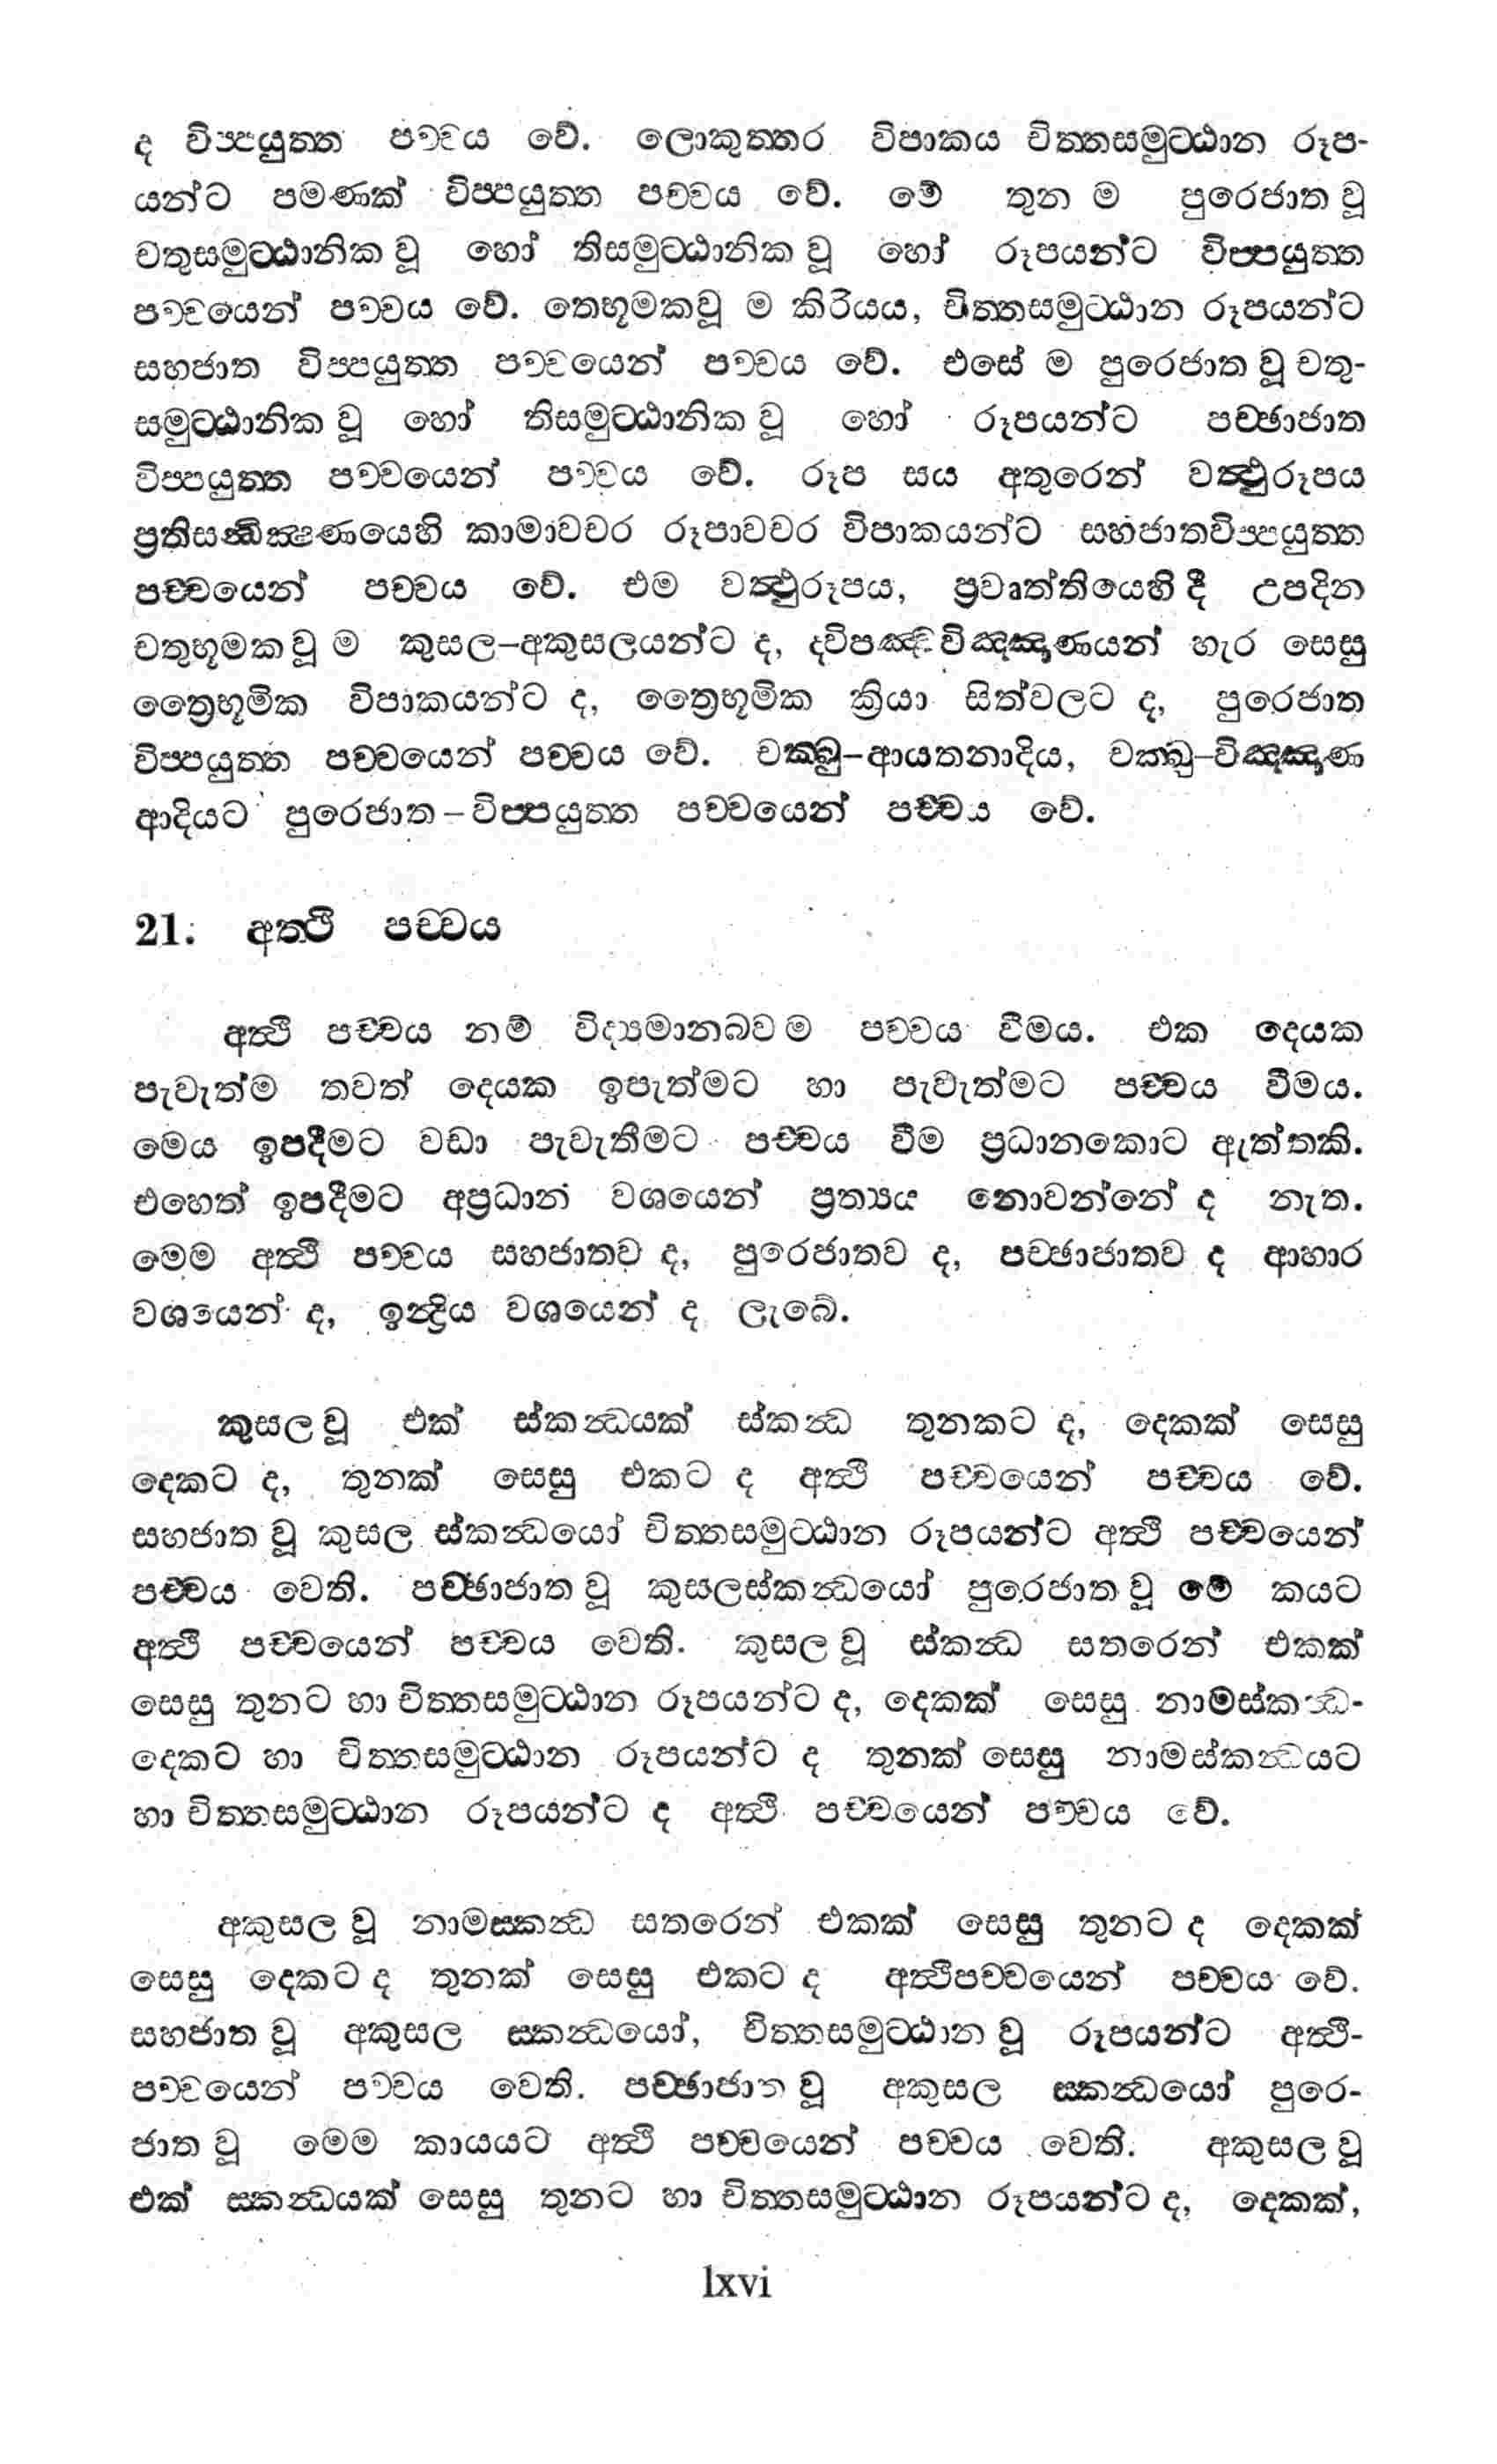 ද විප්පයුත්ත පච්චය වේ. ලොකුත්තර විපාකය චිත්තසමුට්ඨාන රූප-
යන්ට පමණක් විප්පයුත්ත පච්චය වේ. මේ තුන ම පුරෙජාත වූ
චතුසමුට්ඨානික වූ හෝ තිසමුට්ඨානික වූ හෝ රූපයන්ට විප්පයුත්ත
පච්චයෙන් පච්චය වේ. තෙභූමකවූ ම කිරියය, චිත්තසමුට්ඨාන රූපයන්ට
සහජාත විප්පයුත්ත පච්චයෙන් පච්චය වේ. එසේ ම පුරෙජාත වූ චතු-
සමුට්ඨානික වූ හෝ තිසමුට්ඨානික වූ හෝ රූපයන්ට පච්ඡාජාත
විප්පයුත්ත පච්චයෙන් පච්චය වේ. රූප සය අතුරෙන් වත්ථුරූපය
ප්‍රතිසන්ධික්ෂණයෙහි කාමාවචර රූපාවචර විපාකයන්ට සහජාතවිප්පයුත්ත
පච්චයෙන් පච්චය වේ. එම වත්ථුරූපය, ප්‍රවෘත්තියෙහි දී උපදින
චතුභූමක වූ ම කුසල-අකුසලයන්ට ද, ද්විපඤ්චවිඤ්ඤාණයන් හැර සෙසු
ත්‍රෛභූමික විපාකයන්ට ද, ත්‍රෛභූමික ක්‍රියා සිත්වලට ද, පුරෙජාත
විප්පයුත්ත පච්චයෙන් පච්චය වේ. චක්ඛු-ආයතනාදිය, චක්ඛු-විඤ්ඤාණ
ආදියට පුරෙජාත-විප්පයුත්ත පච්චයෙන් පච්චය වේ.
21. අත්ථි පච්චය
අත්ථි පච්චය නම් විද්‍යමානබව ම පච්චය වීමය. එක දෙයක
පැවැත්ම තවත් දෙයක ඉපැත්මට හා පැවැත්මට පච්චය වීමය.
මෙය ඉපදීමට වඩා පැවැතීමට පච්චය වීම ප්‍රධානකොට ඇත්තකි.
එහෙත් ඉපදීමට අප්‍රධාන වශයෙන් ප්‍රත්‍යය නොවන්නේ ද නැත.
මෙම අත්ථි පච්චය සහජාතව ද, පුරෙජාතව ද, පච්ඡාජාතව ද ආහාර
වශයෙන් ද, ඉන්ද්‍රිය වශයෙන් ද ලැබේ.
කුසල වූ එක් ස්කන්ධයක් ස්කන්ධ තුනකට ද, දෙකක් සෙසු
දෙකට ද, තුනක් සෙසු එකට ද අත්ථි පච්චයෙන් පච්චය වේ.
සහජාත වූ කුසල ස්කන්ධයෝ චිත්තසමුට්ඨාන රූපයන්ට අත්ථි පච්චයෙන්
පච්චය වෙති. පච්ඡාජාත වූ කුසලස්කන්ධයෝ පුරෙජාත වූ මේ කයට
අත්ථි පච්චයෙන් පච්චය වෙති. කුසල වූ ස්කන්ධ සතරෙන් එකක්
සෙසු තුනට හා චිත්තසමුට්ඨාන රූපයන්ට ද, දෙකක් සෙසු නාමස්කන්ධ-
දෙකට හා චිත්තසමුට්ඨාන රූපයන්ට ද තුනක් සෙසු නාමස්කන්ධයට
හා චිත්තසමුට්ඨාන රූපයන්ට ද අත්ථි පච්චයෙන් පච්චය වේ.
අකුසල වූ නාමස්කන්ධ සතරෙන් එකක් සෙසු තුනට ද දෙකක්
සෙසු දෙකට ද තුනක් සෙසු එකට ද අත්ථිපච්චයෙන් පච්චය වේ.
සහජාත වූ අකුසල ස්කන්ධයෝ, චිත්තසමුට්ඨාන වූ රූපයන්ට අත්ථි-
පච්චයෙන් පච්චය වෙති. පච්ඡාජාත වූ අකුසල ස්කන්ධයෝ පුරෙ-
ජාත වූ මෙම කායයට අත්ථි පච්චයෙන් පච්චය වෙති. අකුසල වූ
එක් ස්කන්ධයක් සෙසු තුනට හා චිත්තසමුට්ඨාන රූපයන්ට ද, දෙකක්,
lxvi